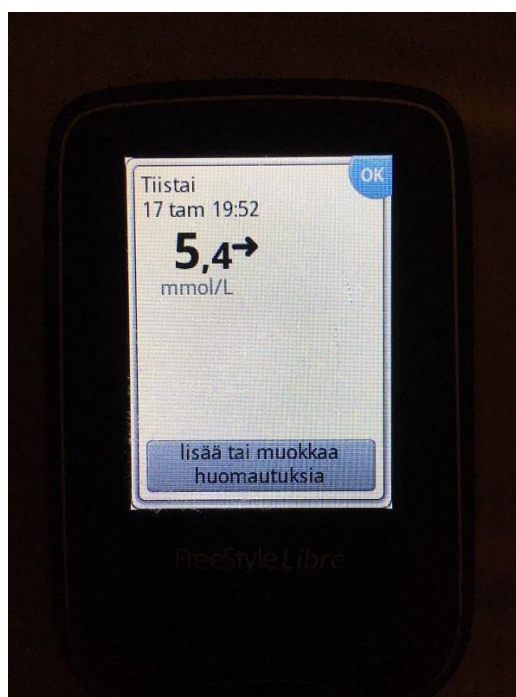 OK
Tiistai
17 tam 19:52
5,4→
mmol/L
lisää tai muokkaa
huomautuksia
FreeStyle Libre